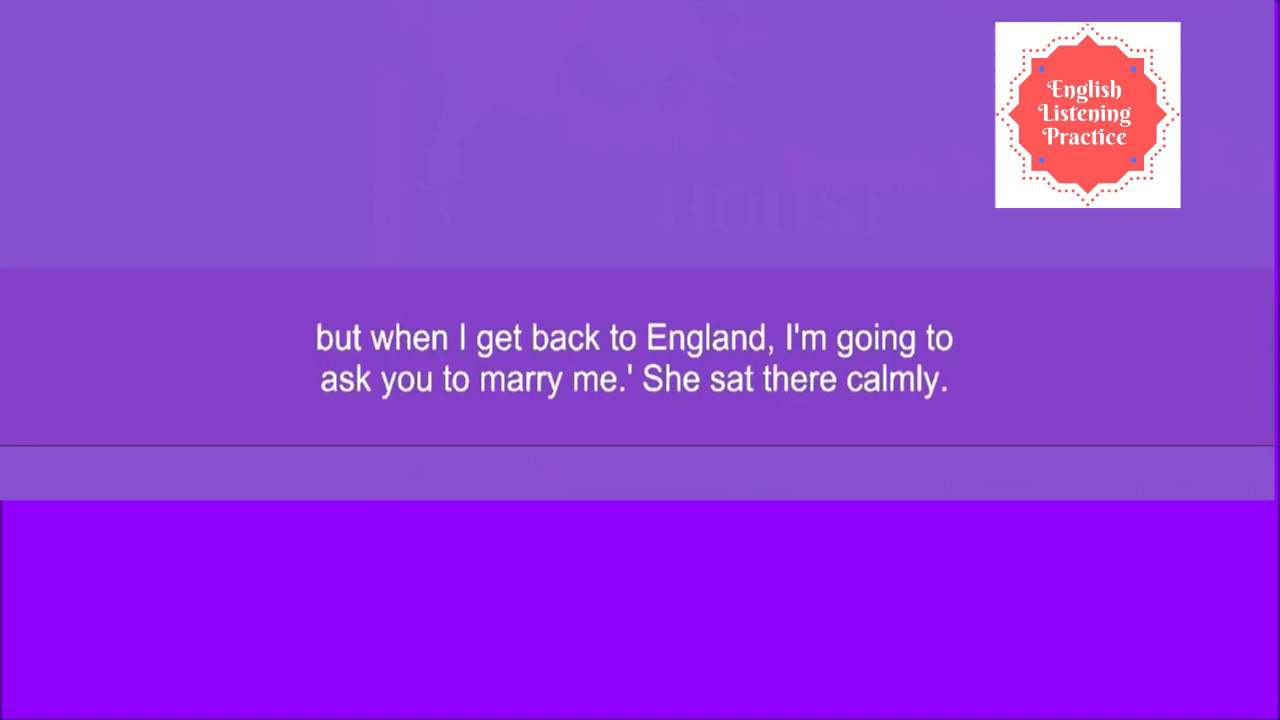 English
Listening
Practice
HOUSE
but when I get back to England, I'm going to
ask you to marry me.' She sat there calmly.